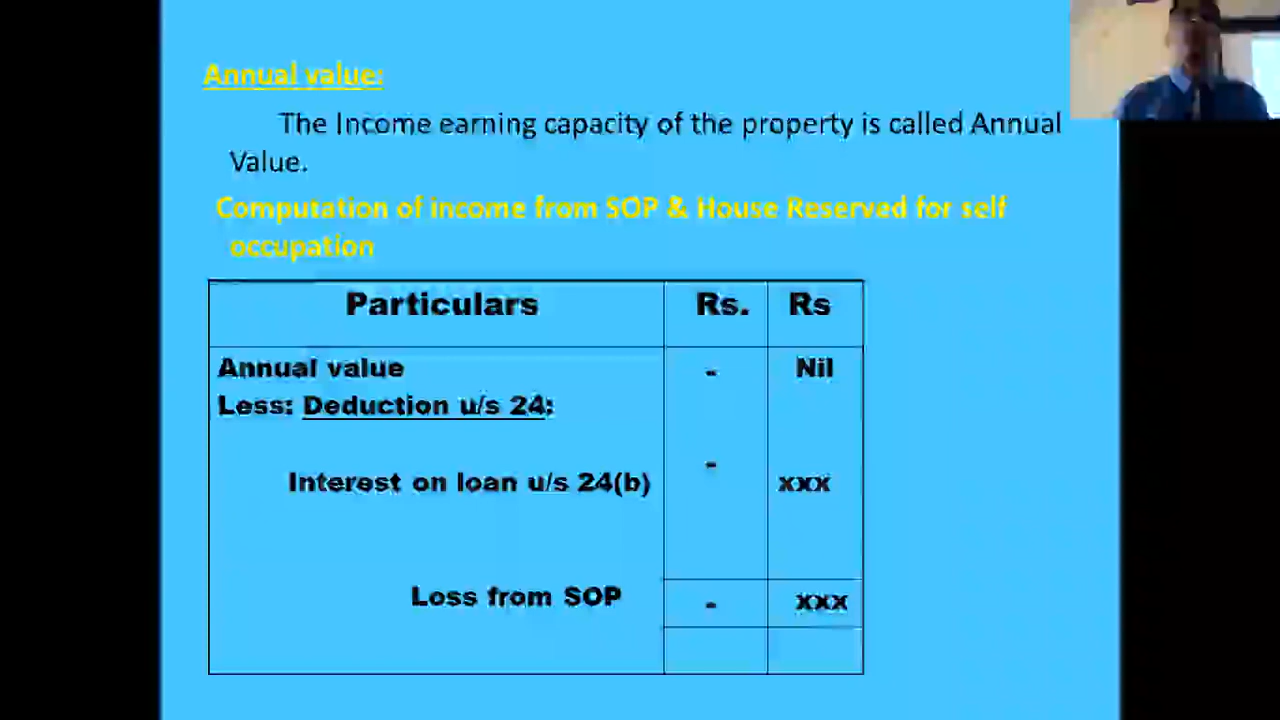 Annual value:
The Income earning capacity of the property is called Annual
Value.
Computation of income from SOP & House Reserved for self
occupation
Particulars Rs. Rs
Annual value - Nil
Less: Deduction u/s 24:
-
Interest on loan u/s 24(b) xxx
Loss from SOP - xxx